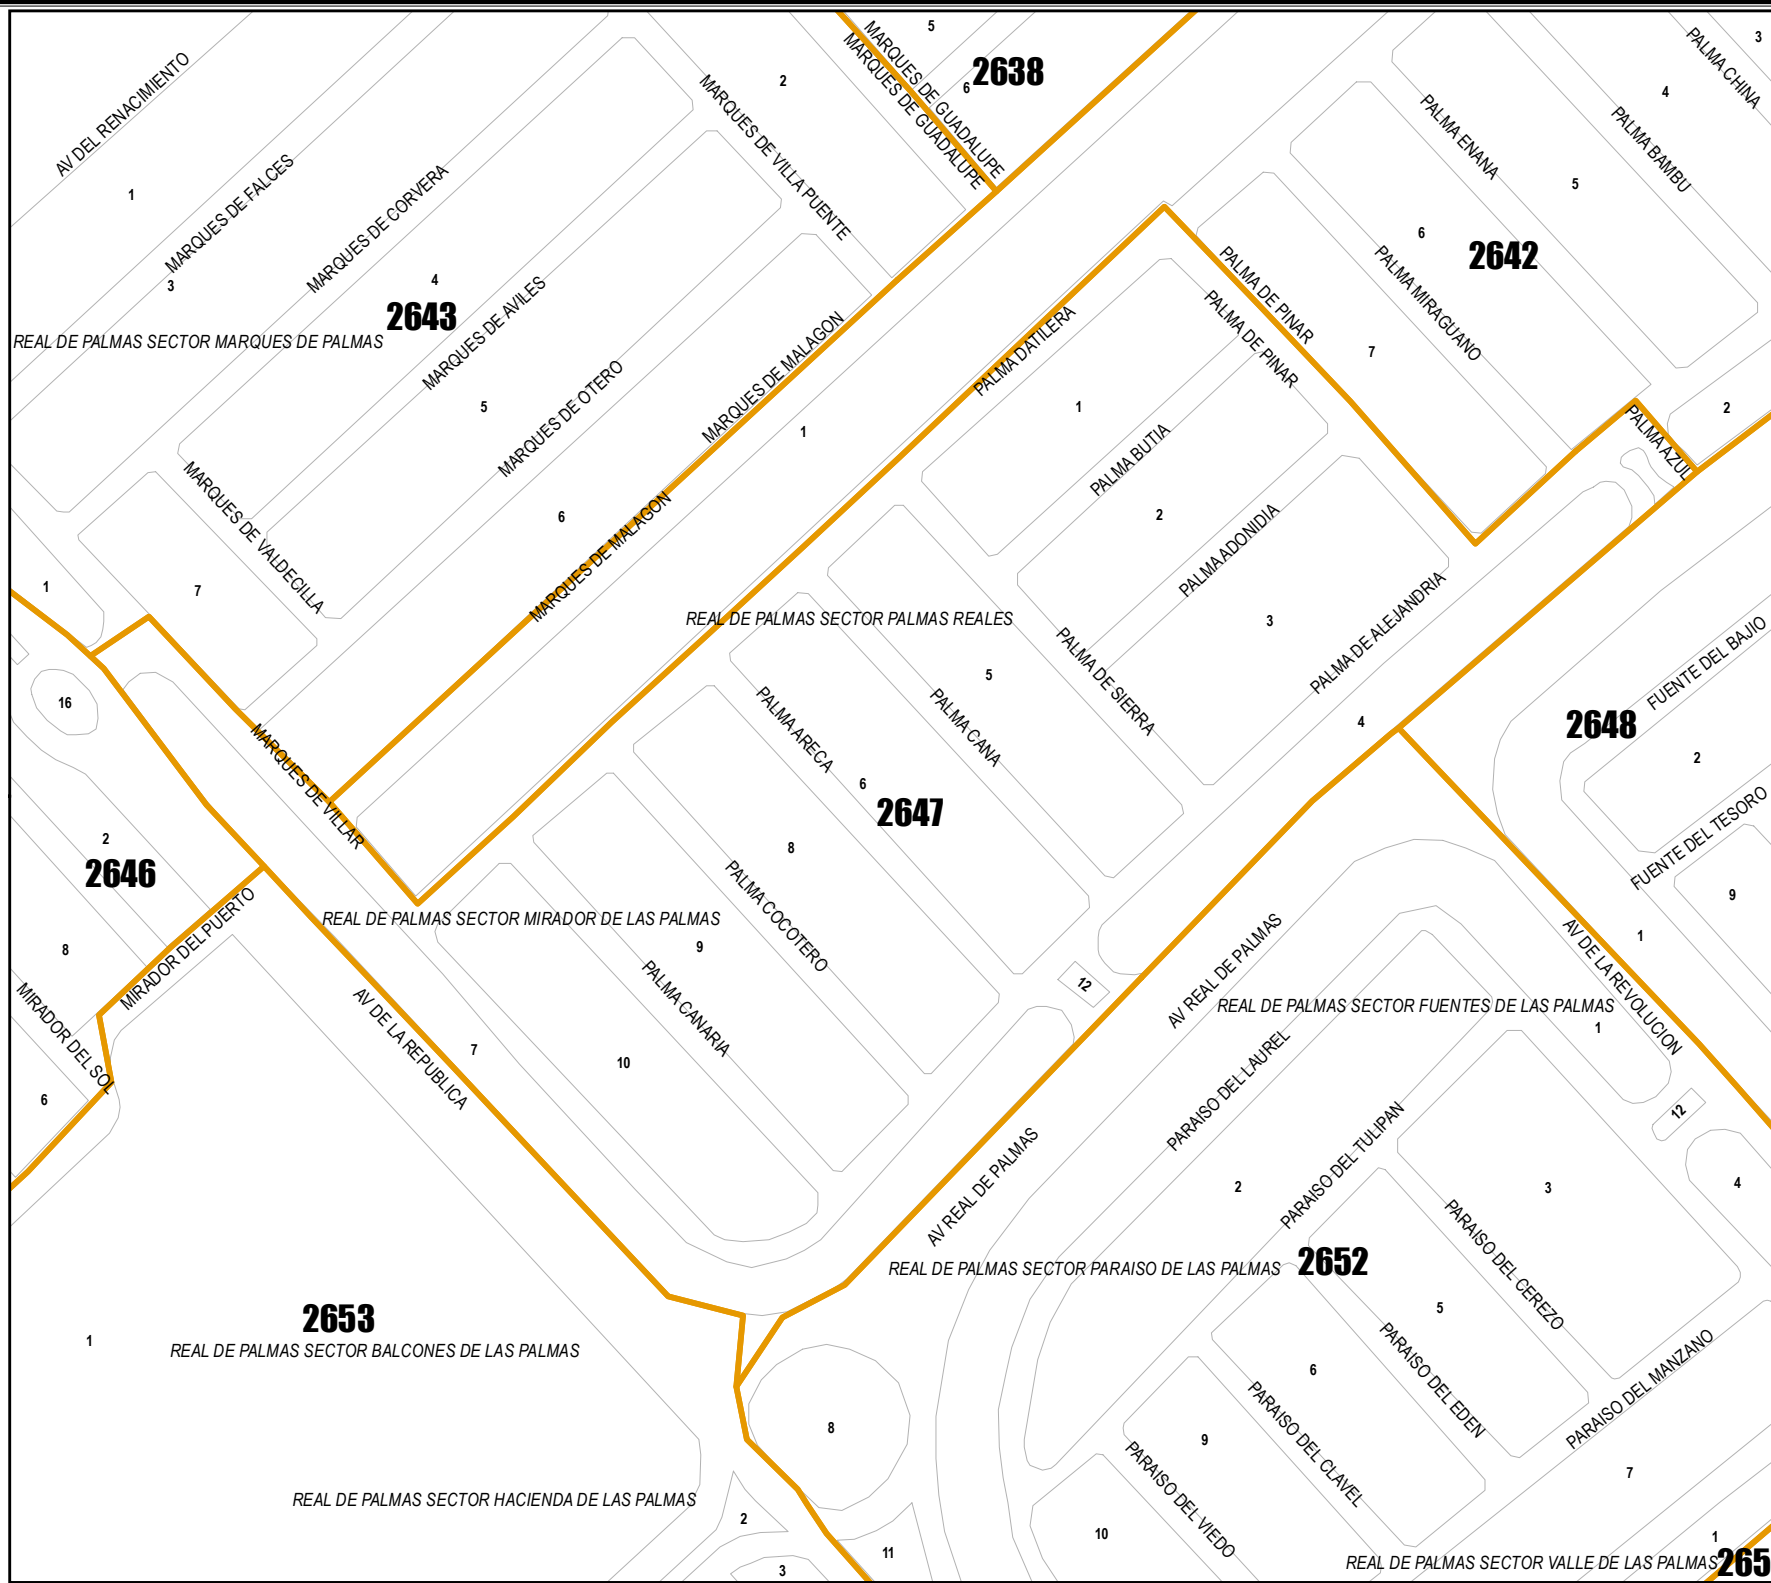 5
3
MARQUES DE GUADALUPE
MARQUES DE GUADALUPE
PALMA CHINA
2638
6
2
4
AV DEL RENACIMIENTO
MARQUES DE VILLA PUENTE
PALMA ENANA
PALMA BAMBU
1
5
MARQUES DE FALCES
MARQUES DE CORVERA
6
2642
3
4
2643
PALMA DE PINAR
PALMA MIRAGUANO
REAL DE PALMAS SECTOR MARQUES DE PALMAS
MARQUES DE AVILES
PALMA DE PINAR
7
PALMA DATILERA
MARQUES DE MALAGON
5
MARQUES DE OTERO
1
1
2
PALMA AZUL
PALMA BUTIA
MARQUES DE VALDECILLA
6
2
MARQUES DE MALAGON
PALMA ADONIDIA
1
7
REAL DE PALMAS SECTOR PALMAS REALES
3
PALMA DE ALEJANDRIA
FUENTE DEL BAJIO
PALMA DE SIERRA
5
16
PALMA ARECA
PALMA CANA
4
2648
2
MARQUES DE VILLAR
6
2647
FUENTE DEL TESORO
2
2646
8
PALMA COCOTERO
9
REAL DE PALMAS SECTOR MIRADOR DE LAS PALMAS
MIRADOR DEL PUERTO
8
9
AV DE LA REVOLUCION
1
AV REAL DE PALMAS
12
PALMA CANARIA
REAL DE PALMAS SECTOR FUENTES DE LAS PALMAS
MIRADOR DEL SOL
AV DE LA REPUBLICA
7
1
10
PARAISO DEL LAUREL
6
12
PARAISO DEL TULIPAN
AV REAL DE PALMAS
2
3
4
PARAISO DEL CEREZO
REAL DE PALMAS SECTOR PARAISO DE LAS PALMAS
2652
5
2653
1
REAL DE PALMAS SECTOR BALCONES DE LAS PALMAS
6
PARAISO DEL EDEN
PARAISO DEL MANZANO
PARAISO DEL CLAVEL
8
9
7
PARAISO DEL VIEDO
REAL DE PALMAS SECTOR HACIENDA DE LAS PALMAS
2
10
1
11
3
REAL DE PALMAS SECTOR VALLE DE LAS PALMAS
265